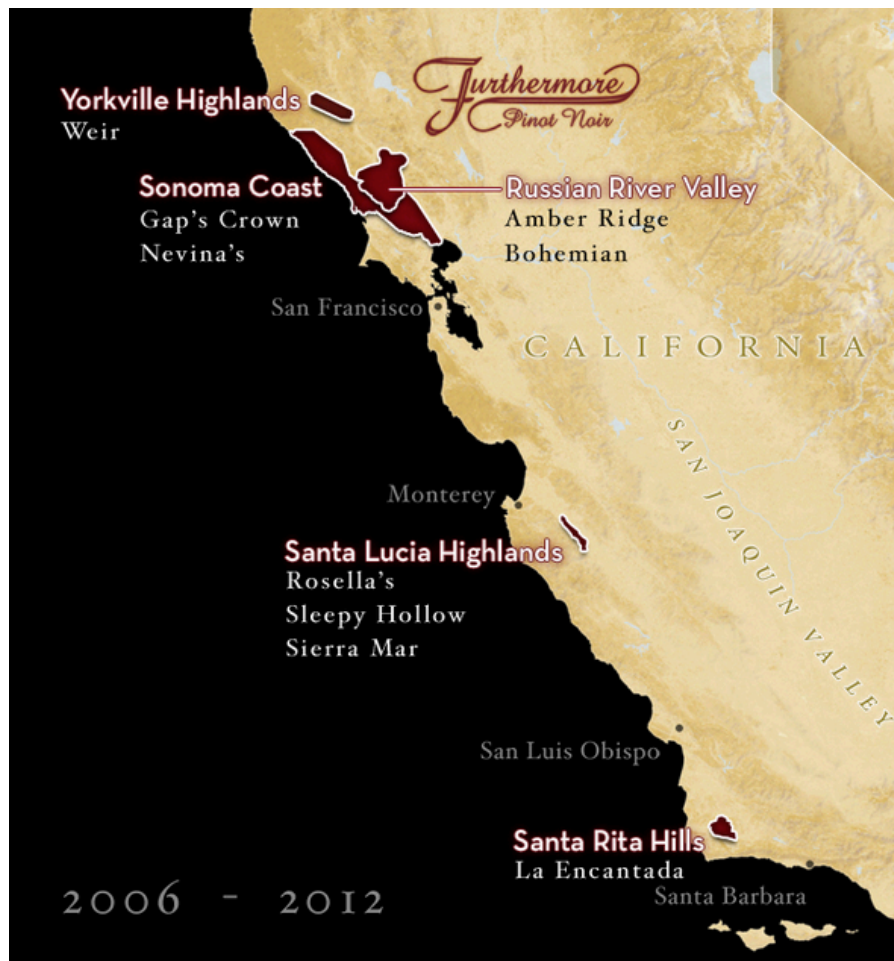 Furthermore
Pinot Noir
Yorkville Highlands
Weir
Sonoma Coast
Gap's Crown
Nevina's
Russian River Valley
Amber Ridge
Bohemian
San Francisco
CALIFORNIA
SAN JOAQUIN VALLEY
Monterey
Santa Lucia Highlands
Rosella's
Sleepy Hollow
Sierra Mar
San Luis Obispo
Santa Rita Hills
La Encantada
Santa Barbara
2006 - 2012